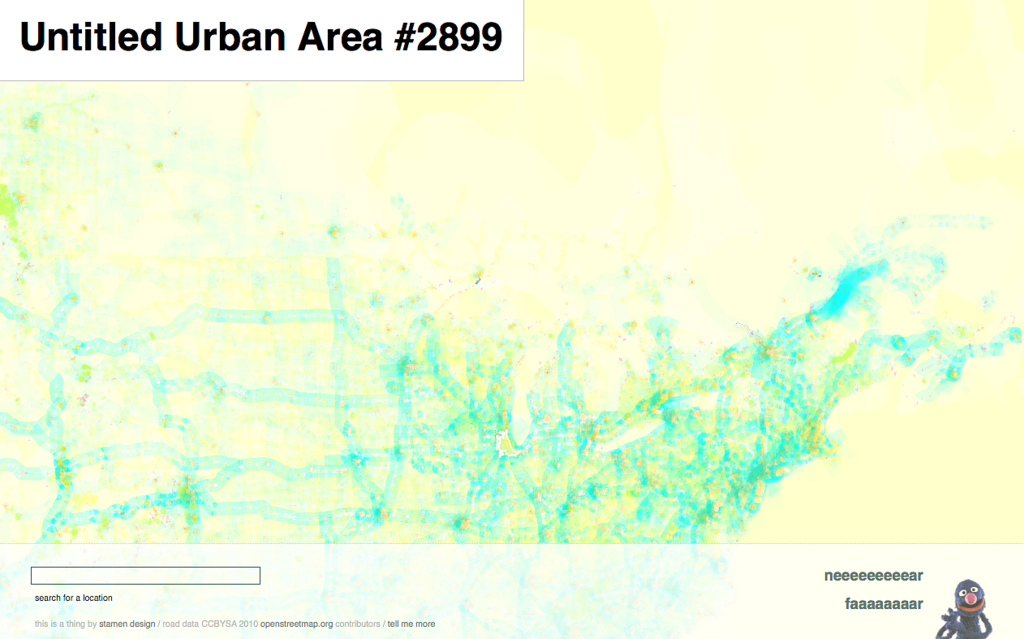 Untitled Urban Area #2899
neeeeeeeeear
search for a location
faaaaaaaar
this is a thing by stamen design / road data CCBYSA 2010 openstreetmap.org contributors / tell me more